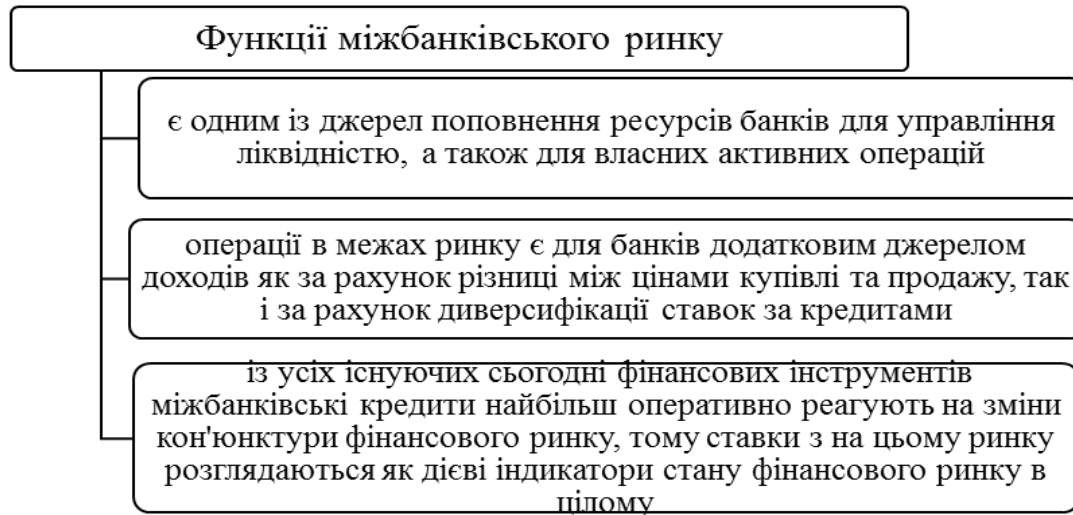 Функції міжбанківського ринку
є одним із джерел поповнення ресурсів банків для управління
ліквідністю, а також для власних активних операцій
операції в межах ринку є для банків додатковим джерелом
доходів як за рахунок різниці між цінами купівлі та продажу, так
і за рахунок диверсифікації ставок за кредитами
із усіх існуючих сьогодні фінансових інструментів
міжбанківські кредити найбільш оперативно реагують на зміни
кон'юнктури фінансового ринку, тому ставки з на цьому ринку
розглядаються як дієві індикатори стану фінансового ринку в
цілому